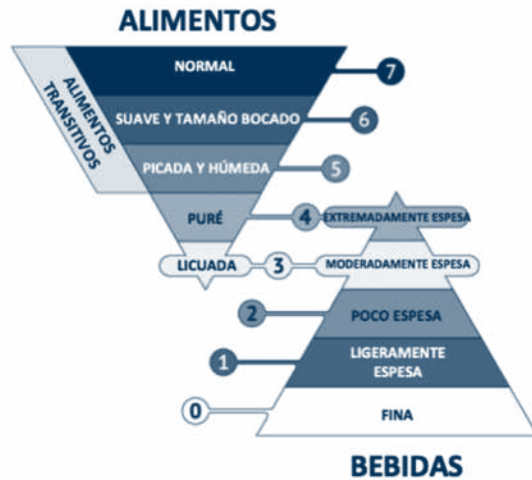 ALIMENTOS
ALIMENTOS
TRANSITIVOS
NORMAL
7
SUAVE Y TAMAÑO BOCADO
6
PICADA Y HÚMEDA
5
PURÉ
4
EXTREMADAMENTE ESPESA
LICUADA
3
MODERADAMENTE ESPESA
2
POCO ESPESA
1
LIGERAMENTE
ESPESA
0
FINA
BEBIDAS